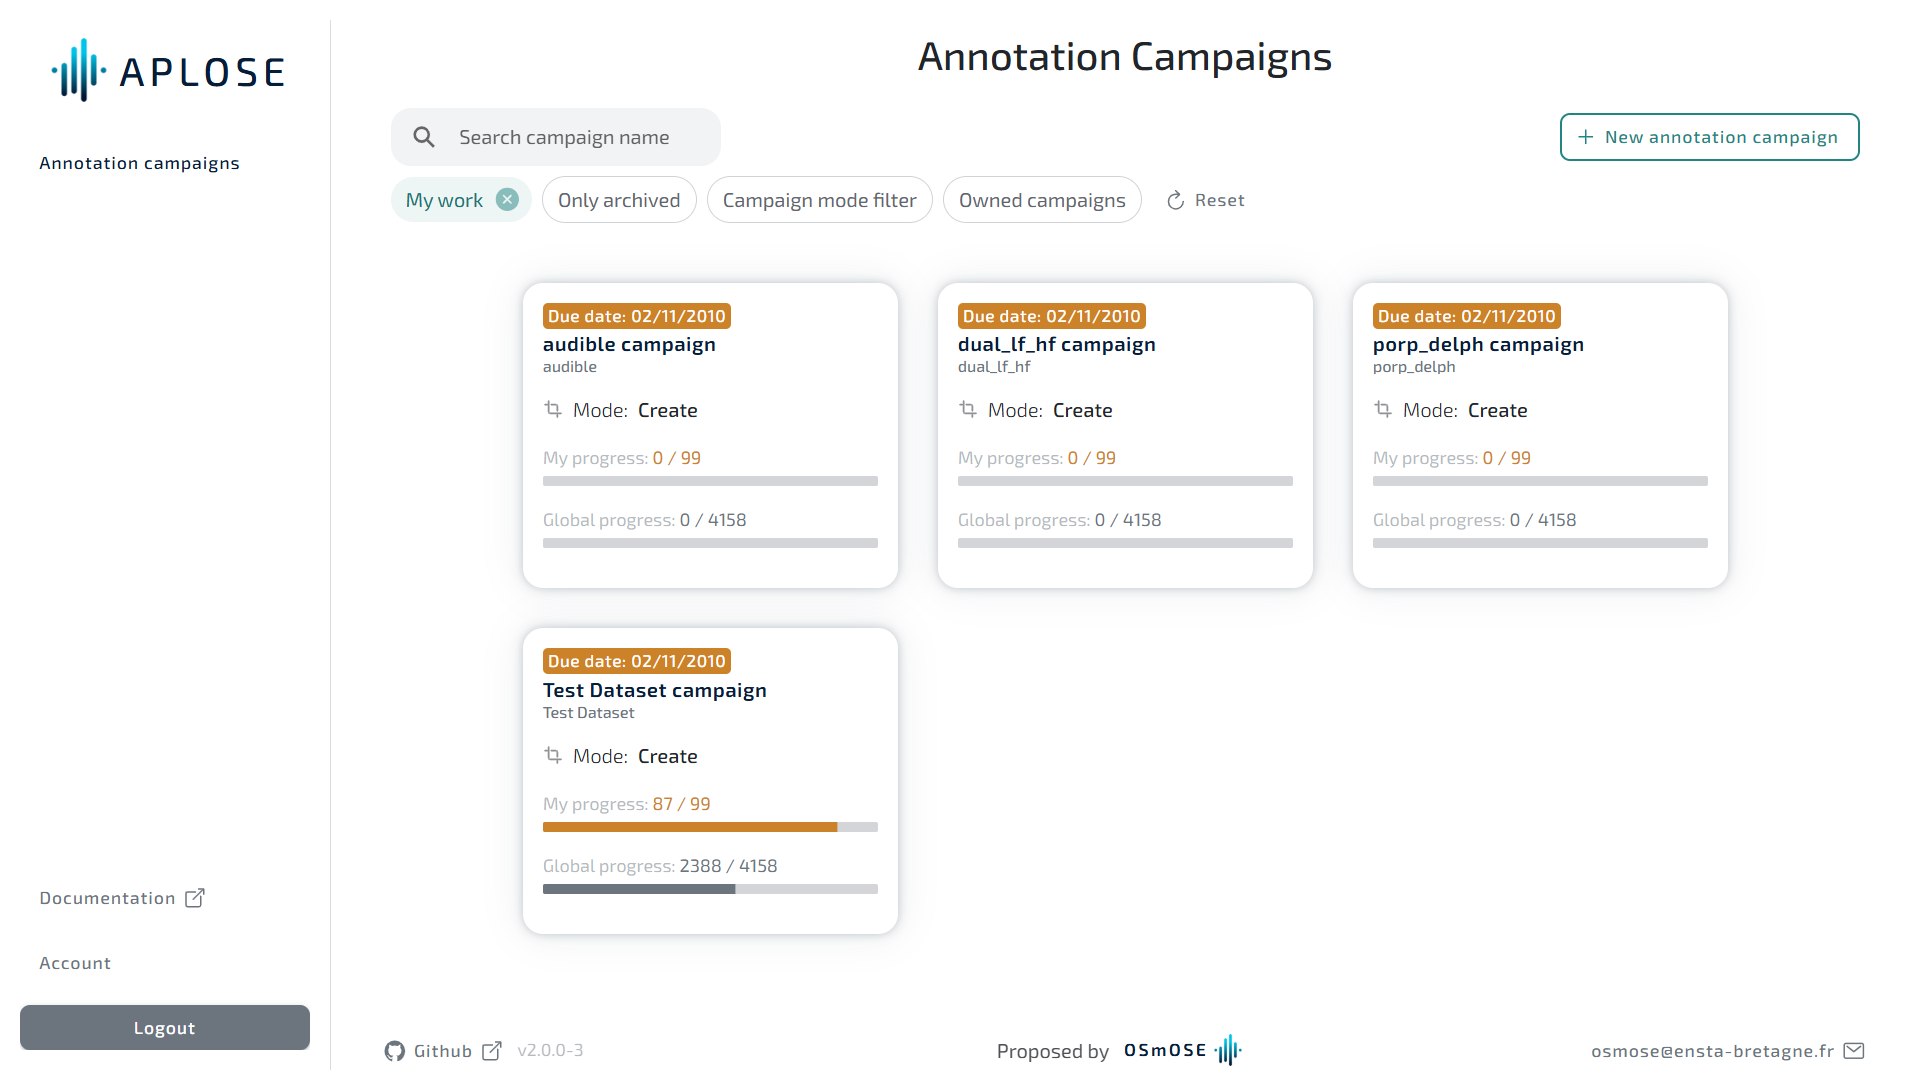 APLOSE
Annotation campaigns
Documentation
Account
Logout
Annotation Campaigns
Search campaign name
New annotation campaign
My work
Only archived
Campaign mode filter
Owned campaigns
Reset
Due date: 02/11/2010
audible campaign
audible
Mode: Create
My progress: 0 / 99
Global progress: 0 / 4158
Due date: 02/11/2010
dual_lf_hf campaign
dual_lf_hf
Mode: Create
My progress: 0 / 99
Global progress: 0 / 4158
Due date: 02/11/2010
porp_delph campaign
porp_delph
Mode: Create
My progress: 0 / 99
Global progress: 0 / 4158
Due date: 02/11/2010
Test Dataset campaign
Test Dataset
Mode: Create
My progress: 87 / 99
Global progress: 2388 / 4158
Github v2.0.0-3
Proposed by OSmOSE
osmose@ensta-bretagne.fr